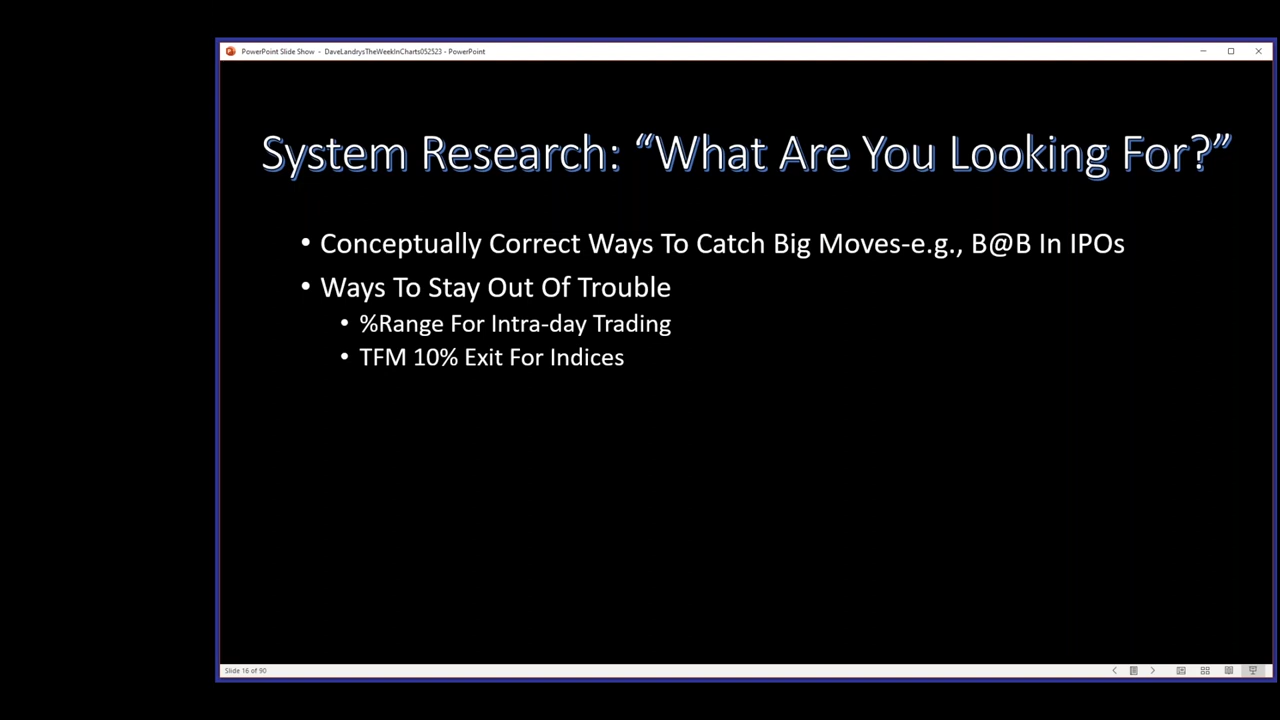 PowerPoint Slide Show - DaveLandrysTheWeekInCharts052523 - PowerPoint
System Research: “What Are You Looking For?”
• Conceptually Correct Ways To Catch Big Moves-e.g., B@B In IPOs
• Ways To Stay Out Of Trouble
• %Range For Intra-day Trading
• TFM 10% Exit For Indices
Slide 16 of 90